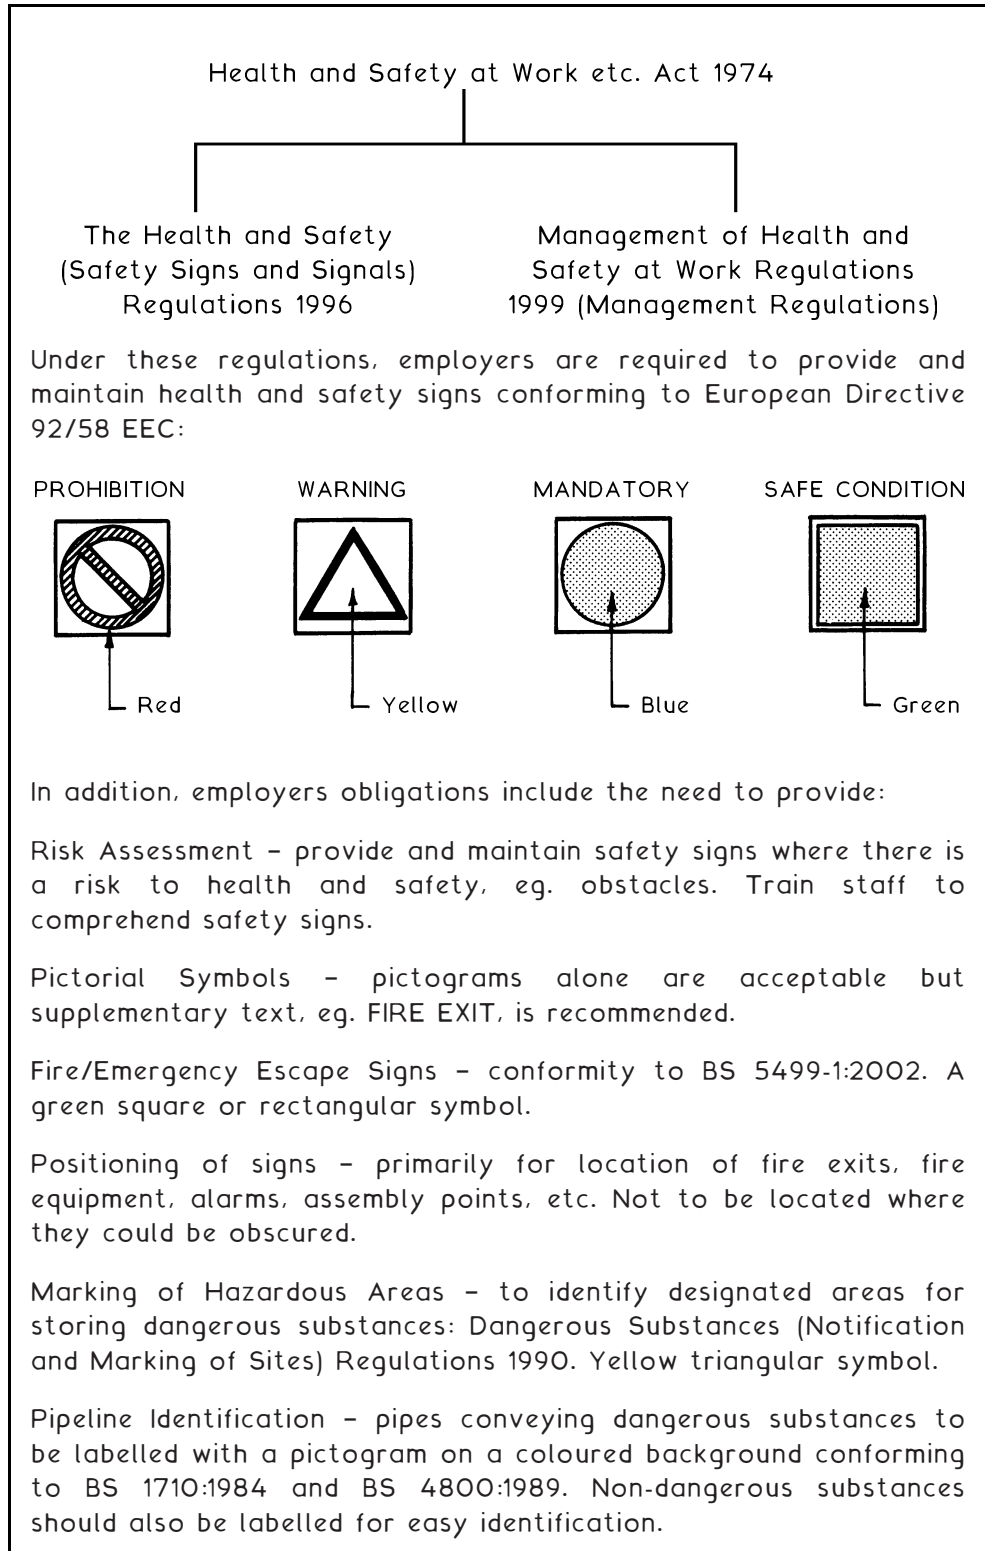 Health and Safety at Work etc. Act 1974
The Health and Safety
(Safety Signs and Signals)
Regulations 1996
Management of Health and
Safety at Work Regulations
1999 (Management Regulations)
Under these regulations, employers are required to provide and
maintain health and safety signs conforming to European Directive
92/58 EEC:
PROHIBITION
WARNING
MANDATORY
SAFE CONDITION
Red
Yellow
Blue
Green
In addition, employers obligations include the need to provide:
Risk Assessment – provide and maintain safety signs where there is
a risk to health and safety, eg. obstacles. Train staff to
comprehend safety signs.
Pictorial Symbols – pictograms alone are acceptable but
supplementary text, eg. FIRE EXIT, is recommended.
Fire/Emergency Escape Signs – conformity to BS 5499-1:2002. A
green square or rectangular symbol.
Positioning of signs – primarily for location of fire exits, fire
equipment, alarms, assembly points, etc. Not to be located where
they could be obscured.
Marking of Hazardous Areas – to identify designated areas for
storing dangerous substances: Dangerous Substances (Notification
and Marking of Sites) Regulations 1990. Yellow triangular symbol.
Pipeline Identification – pipes conveying dangerous substances to
be labelled with a pictogram on a coloured background conforming
to BS 1710:1984 and BS 4800:1989. Non-dangerous substances
should also be labelled for easy identification.